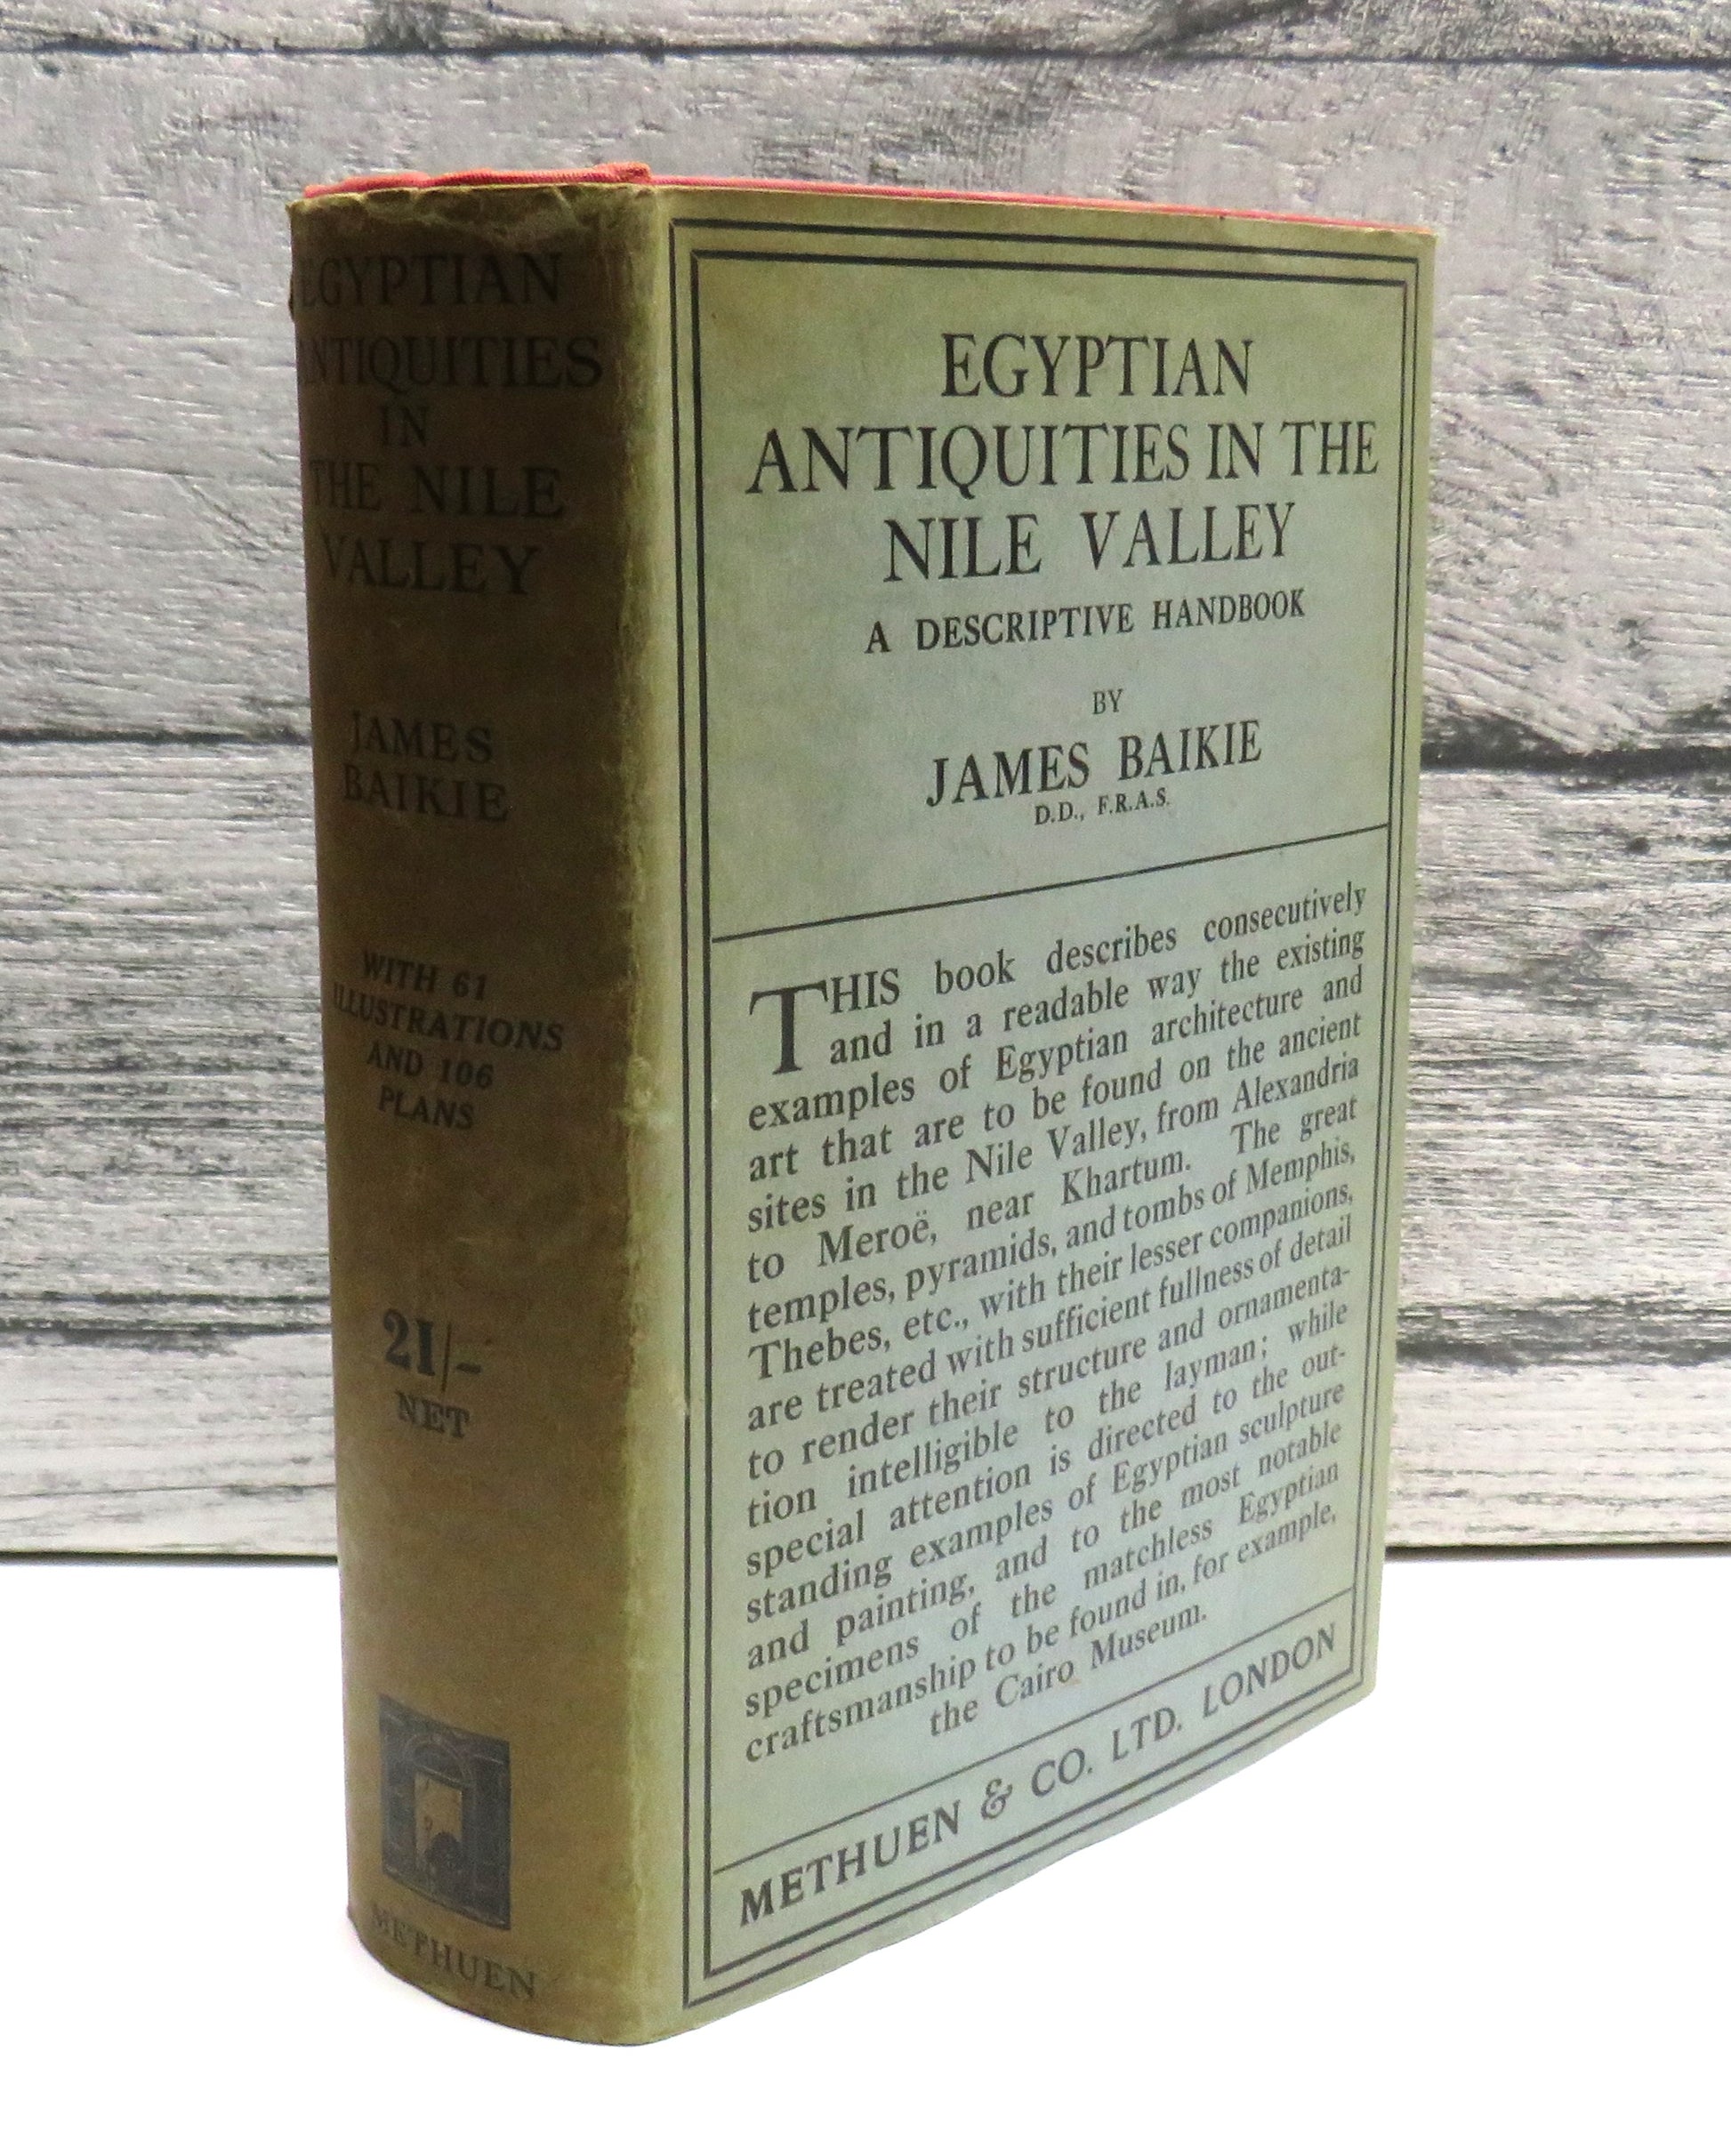 EGYPTIAN
ANTIQUITIES
IN
THE NILE
VALLEY
JAMES
BAIKIE
WITH 61
ILLUSTRATIONS
AND 106
PLANS
21/-
NET
METHUEN
EGYPTIAN
ANTIQUITIES IN THE
NILE VALLEY
A DESCRIPTIVE HANDBOOK
BY
JAMES BAIKIE
D.D., F.R.A.S.
THIS book describes consecutively
and in a readable way the existing
examples of Egyptian architecture and
art that are to be found on the ancient
sites in the Nile Valley, from Alexandria
to Meroë, near Khartum. The great
temples, pyramids, and tombs of Memphis,
Thebes, etc., with their lesser companions,
are treated with sufficient fullness of detail
to render their structure and ornamenta-
tion intelligible to the layman; while
special attention is directed to the out-
standing examples of Egyptian sculpture
and painting, and to the most notable
specimens of the matchless Egyptian
craftsmanship to be found in, for example,
the Cairo Museum.
METHUEN & CO. LTD. LONDON